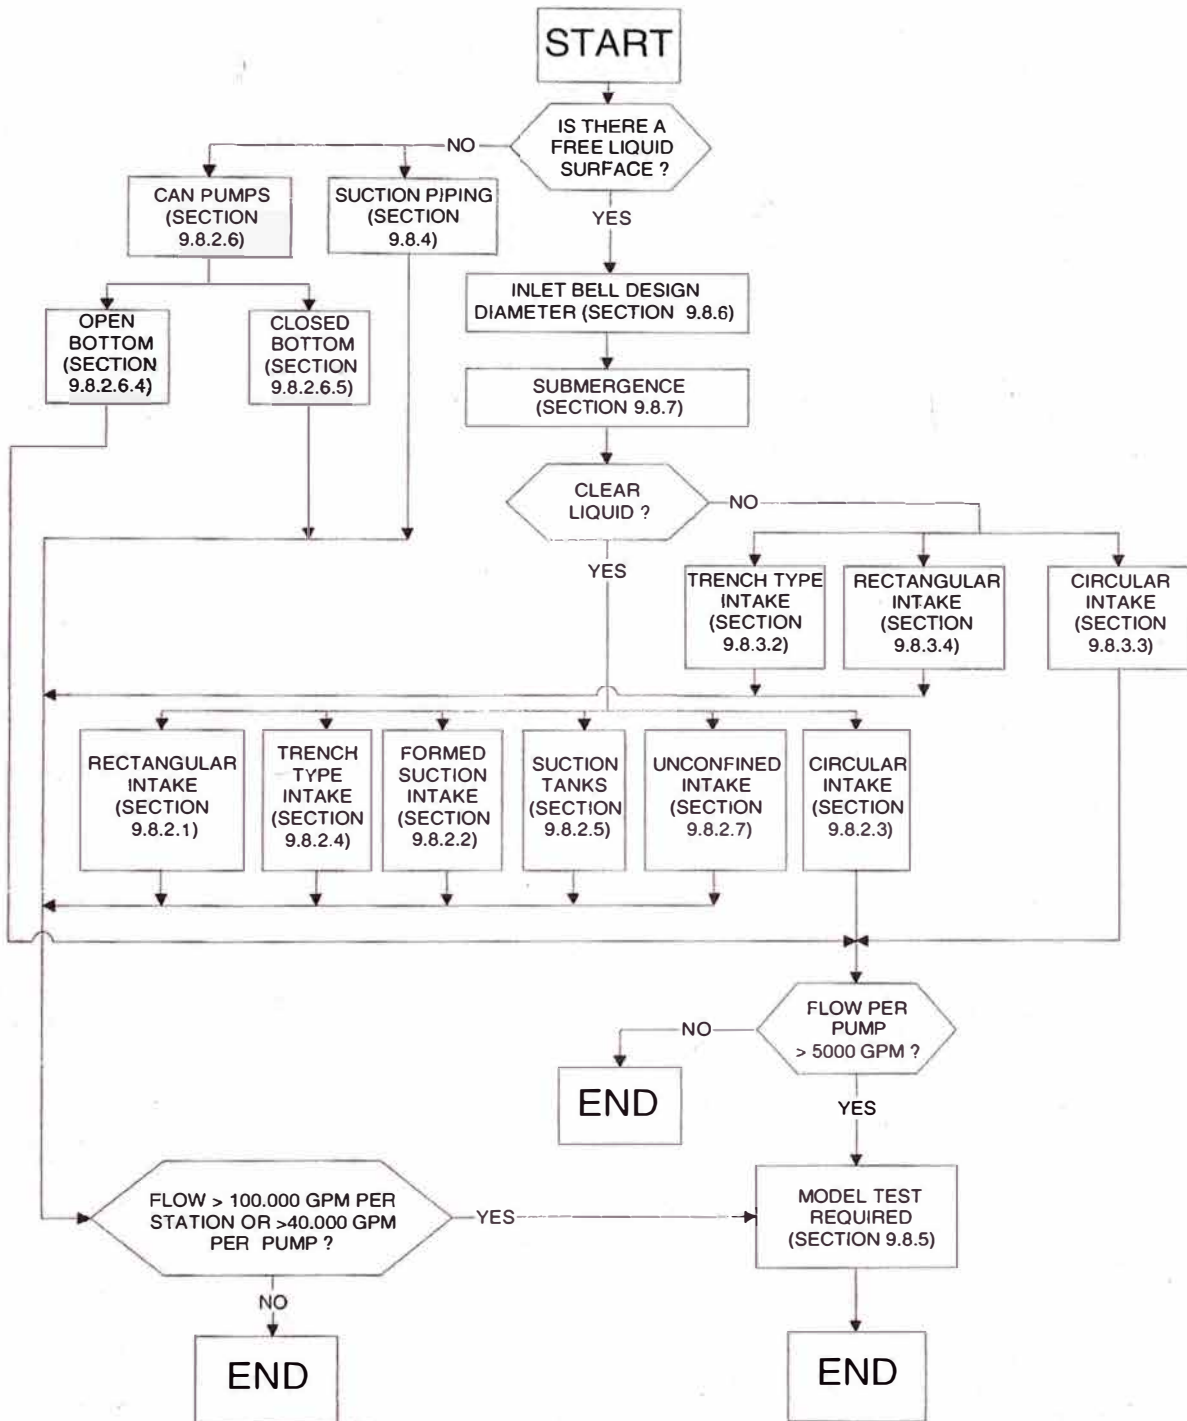 START
IS THERE A
FREE LIQUID
SURFACE ?
NO
YES
CAN PUMPS
(SECTION
9.8.2.6)
SUCTION PIPING
(SECTION
9.8.4)
INLET BELL DESIGN
DIAMETER (SECTION 9.8.6)
OPEN
BOTTOM
(SECTION
9.8.2.6.4)
CLOSED
BOTTOM
(SECTION
9.8.2.6.5)
SUBMERGENCE
(SECTION 9.8.7)
CLEAR
LIQUID ?
NO
YES
TRENCH TYPE
INTAKE
(SECTION
9.8.3.2)
RECTANGULAR
INTAKE
(SECTION
9.8.3.4)
CIRCULAR
INTAKE
(SECTION
9.8.3.3)
RECTANGULAR
INTAKE
(SECTION
9.8.2.1)
TRENCH
TYPE
INTAKE
(SECTION
9.8.2.4)
FORMED
SUCTION
INTAKE
(SECTION
9.8.2.2)
SUCTION
TANKS
(SECTION
9.8.2.5)
UNCONFINED
INTAKE
(SECTION
9.8.2.7)
CIRCULAR
INTAKE
(SECTION
9.8.2.3)
FLOW PER
PUMP
> 5000 GPM ?
NO
END
YES
FLOW > 100.000 GPM PER
STATION OR >40.000 GPM
PER PUMP ?
YES
MODEL TEST
REQUIRED
(SECTION 9.8.5)
NO
END
END